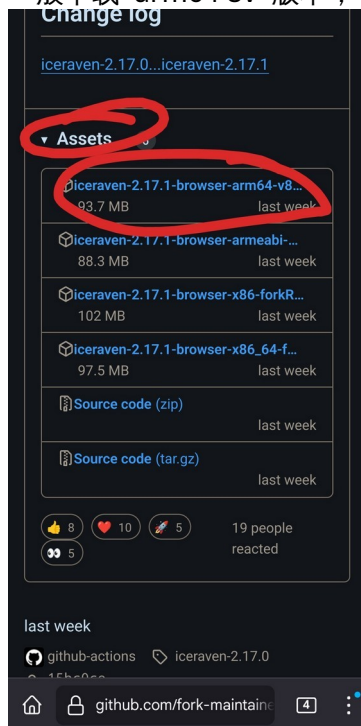 Change log
iceraven-2.17.0...iceraven-2.17.1
Assets
iceraven-2.17.1-browser-arm64-v8...
93.7 MB last week
iceraven-2.17.1-browser-armeabi-...
88.3 MB last week
iceraven-2.17.1-browser-x86-forkR...
102 MB last week
iceraven-2.17.1-browser-x86_64-f...
97.5 MB last week
Source code (zip)
last week
Source code (tar.gz)
last week
👍 8 ❤️ 10 🚀 5 19 people
👀 5 reacted
last week
github-actions iceraven-2.17.0
github.com/fork-maintaine 4